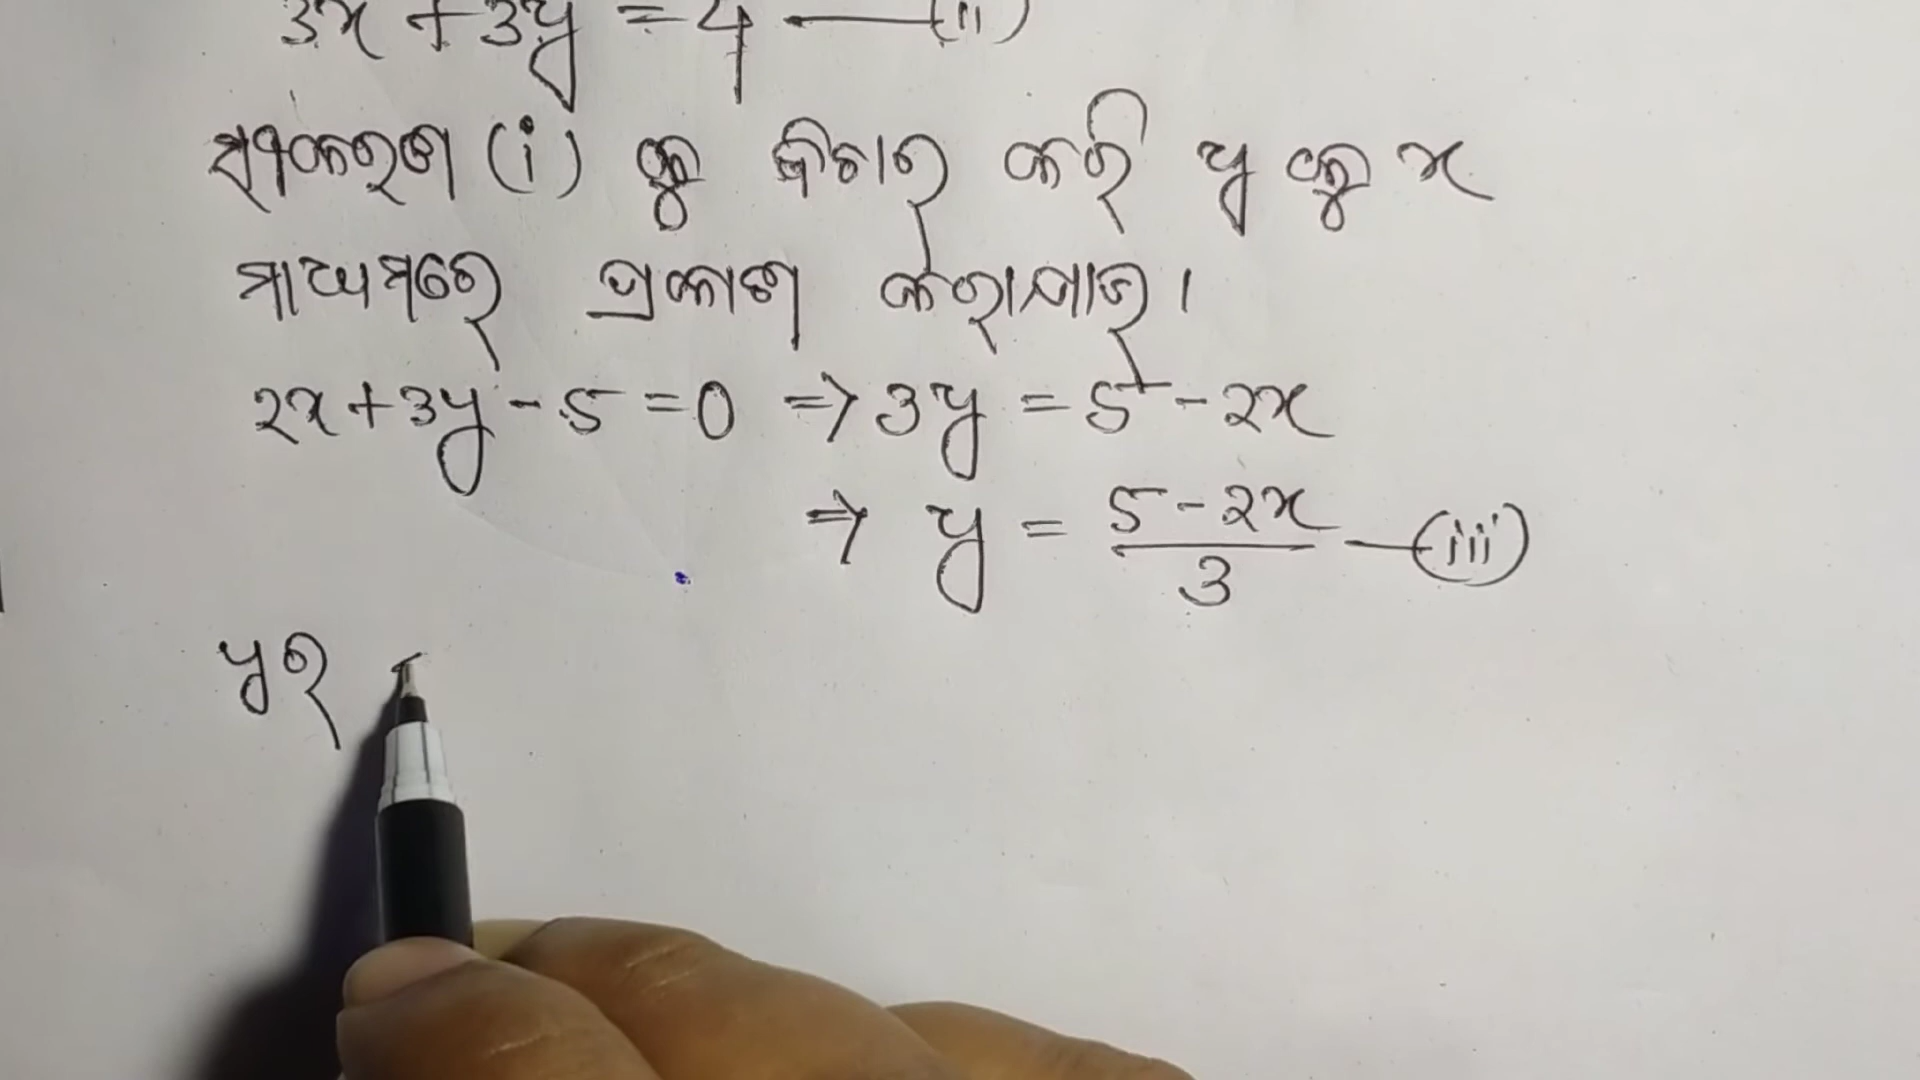 3x + 3y = 4 — (ii)
ସମୀକରଣ (i) କୁ ବିଚାର କରି y କୁ x
ମାଧ୍ୟମରେ ପ୍ରକାଶ କରାଯାଉ ।
2x + 3y - 5 = 0 ⇒ 3y = 5 - 2x
⇒ y = (5 - 2x)/3 — (iii)
yର